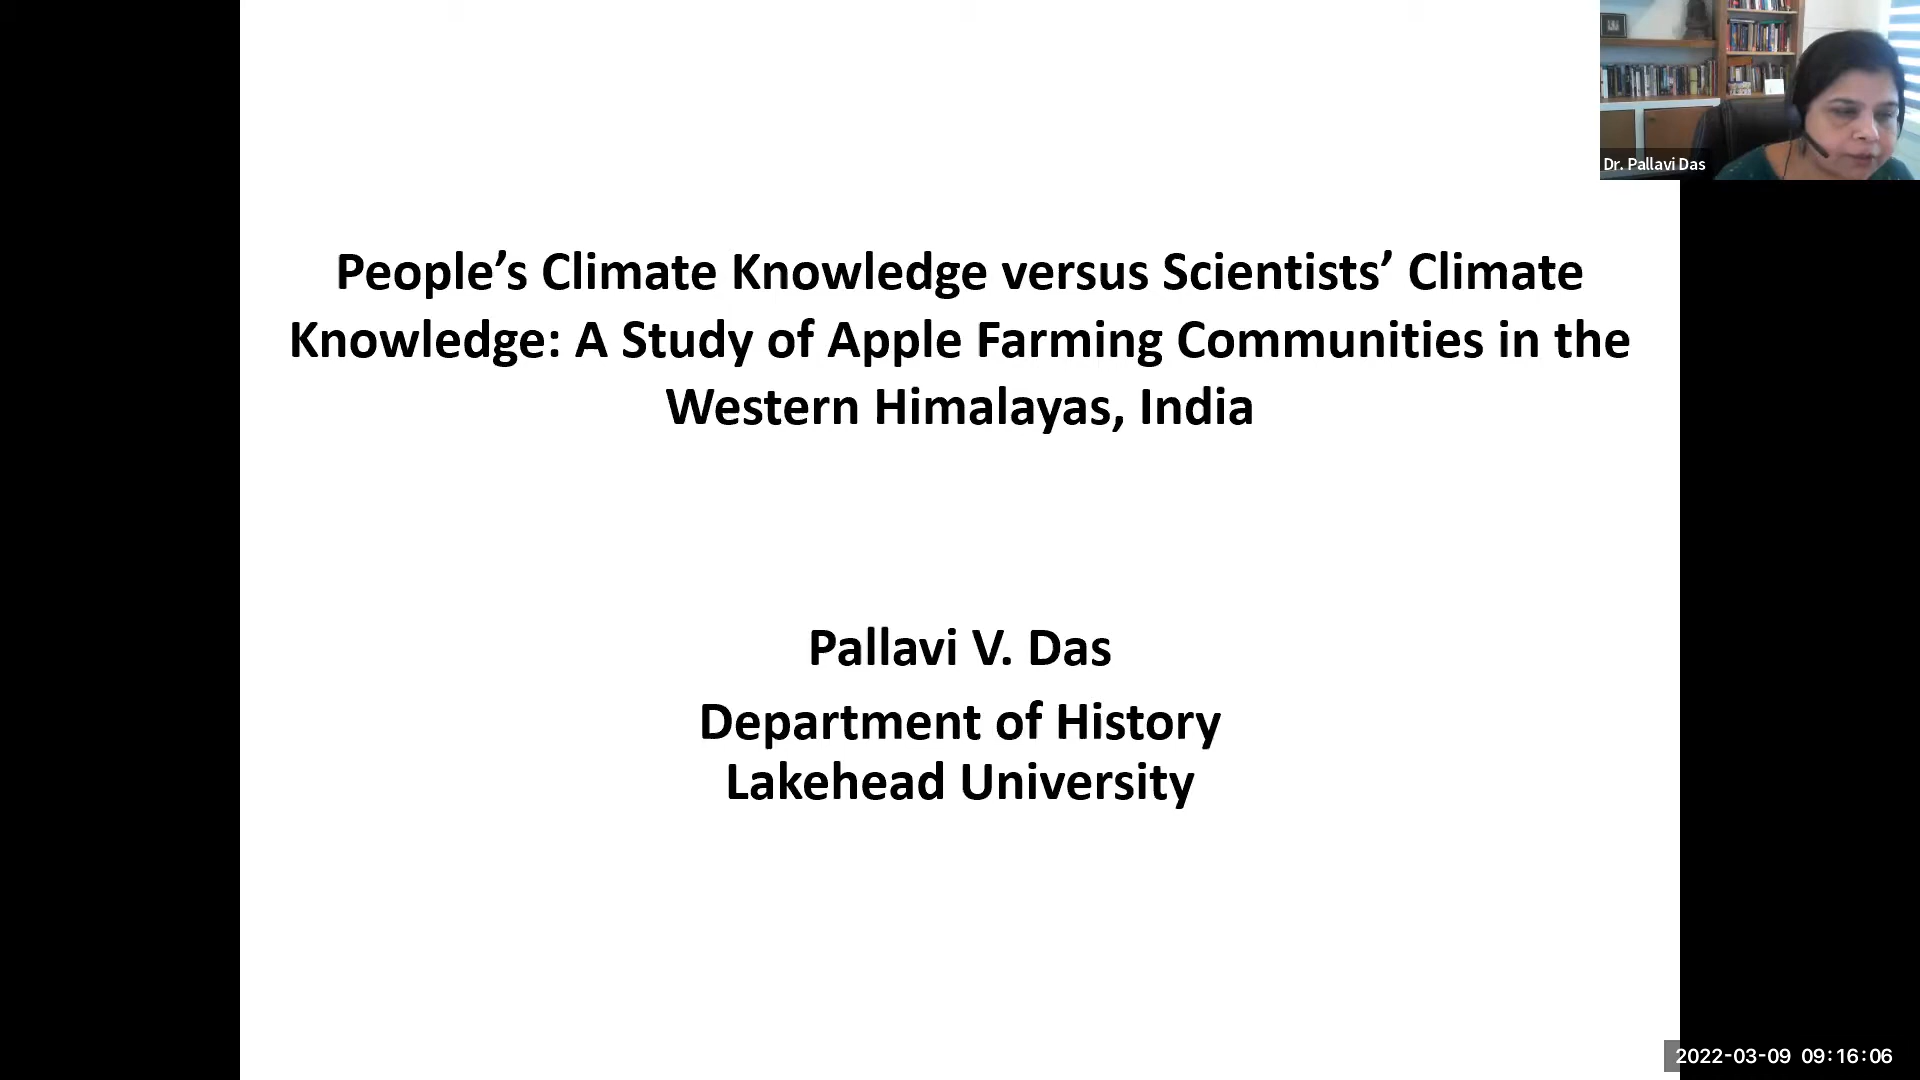 Dr. Pallavi Das
People’s Climate Knowledge versus Scientists’ Climate
Knowledge: A Study of Apple Farming Communities in the
Western Himalayas, India
Pallavi V. Das
Department of History
Lakehead University
2022-03-09 09:16:06